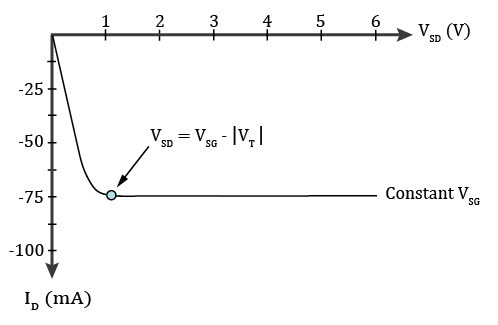 1 2 3 4 5 6 V_SD (V)
-25
-50
V_SD = V_SG - |V_T|
-75
Constant V_SG
-100
I_D (mA)